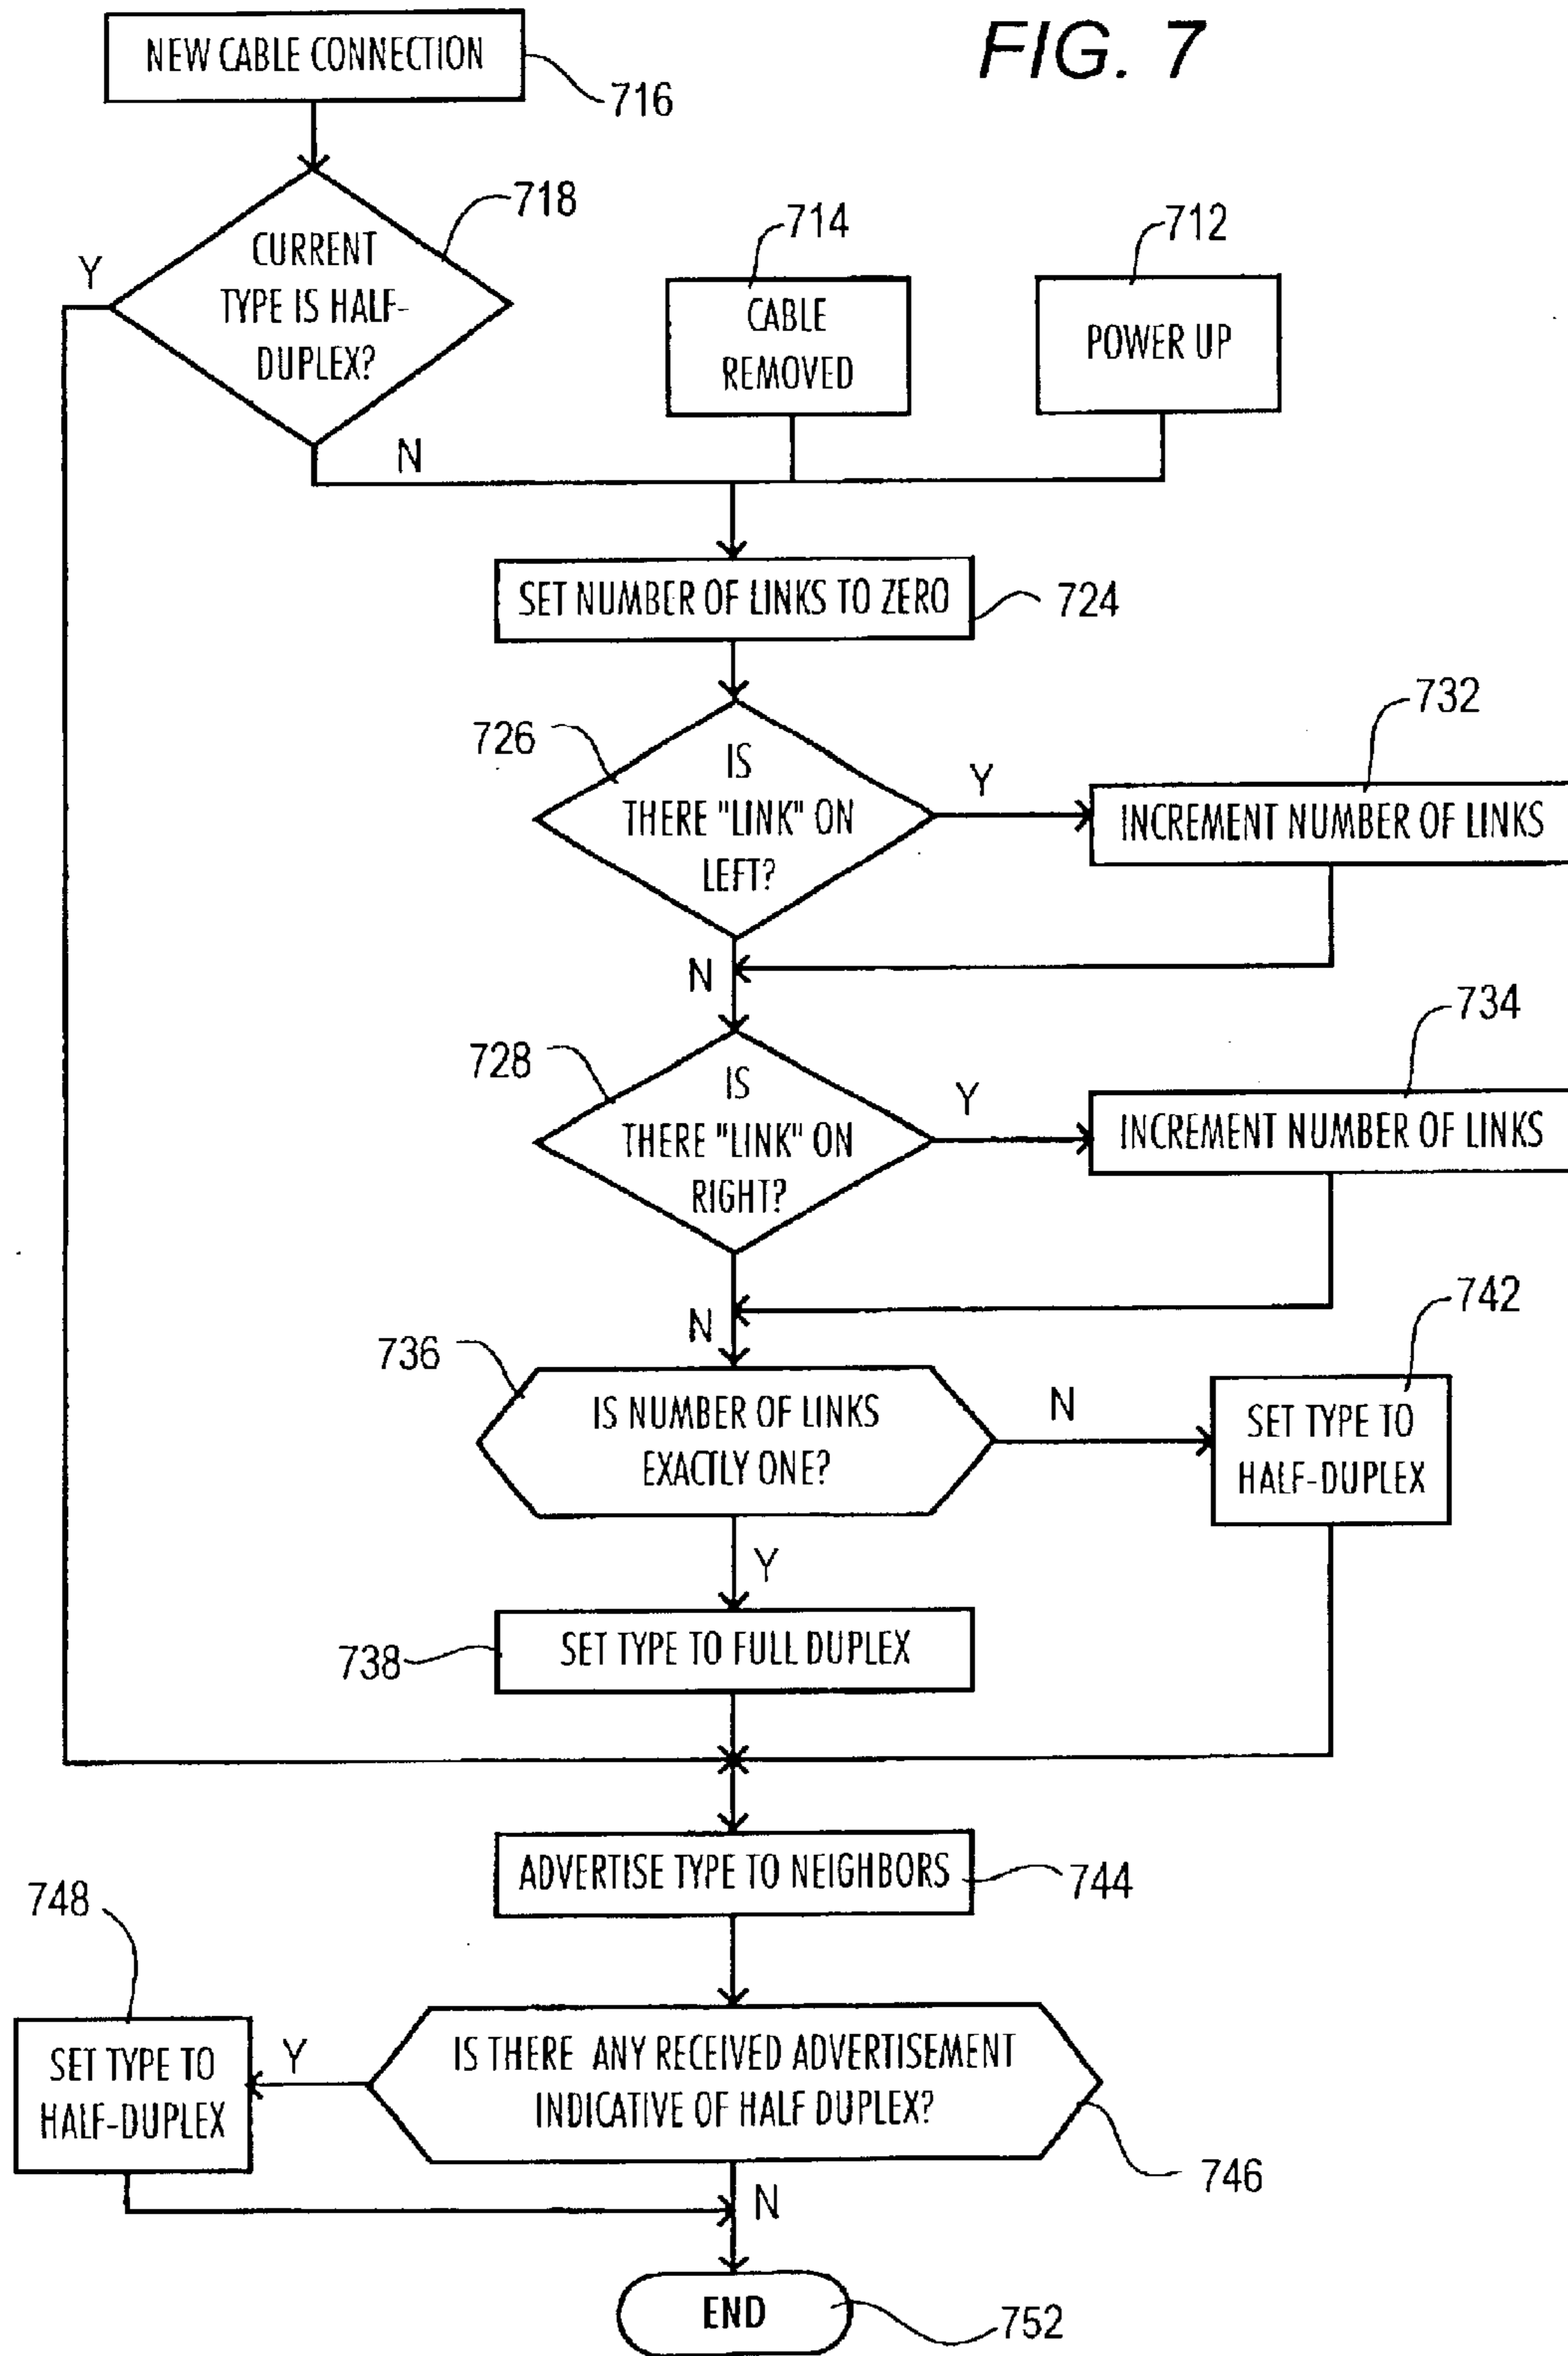 FIG. 7
NEW CABLE CONNECTION
716
718
CURRENT
TYPE IS HALF-
DUPLEX?
Y
N
714
CABLE
REMOVED
712
POWER UP
SET NUMBER OF LINKS TO ZERO
724
726
IS
THERE "LINK" ON
LEFT?
Y
732
INCREMENT NUMBER OF LINKS
N
728
IS
THERE "LINK" ON
RIGHT?
Y
734
INCREMENT NUMBER OF LINKS
N
736
IS NUMBER OF LINKS
EXACTLY ONE?
N
742
SET TYPE TO
HALF-DUPLEX
Y
738
SET TYPE TO FULL DUPLEX
ADVERTISE TYPE TO NEIGHBORS
744
748
SET TYPE TO
HALF-DUPLEX
Y
IS THERE ANY RECEIVED ADVERTISEMENT
INDICATIVE OF HALF DUPLEX?
746
N
END
752